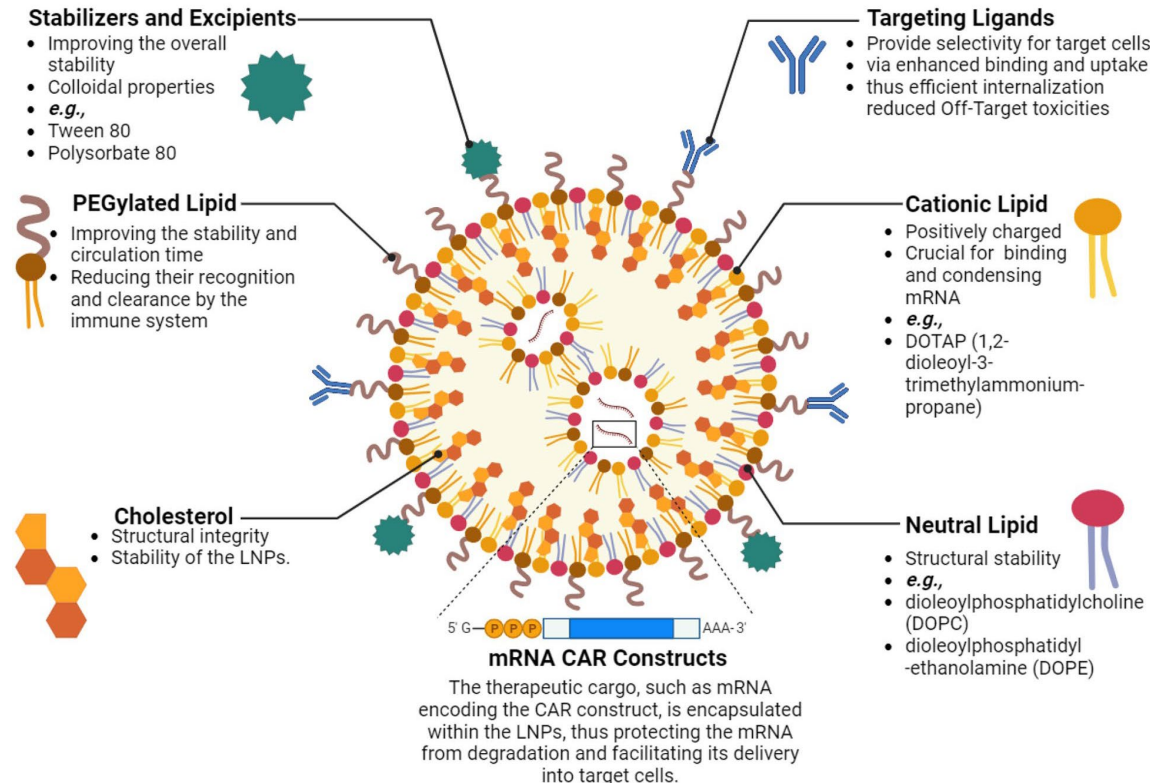 Stabilizers and Excipients
• Improving the overall
stability
• Colloidal properties
• e.g.,
• Tween 80
• Polysorbate 80
Targeting Ligands
• Provide selectivity for target cells
• via enhanced binding and uptake
• thus efficient internalization
reduced Off-Target toxicities
PEGylated Lipid
• Improving the stability and
circulation time
• Reducing their recognition
and clearance by the
immune system
Cationic Lipid
• Positively charged
• Crucial for binding
and condensing
mRNA
• e.g.,
• DOTAP (1,2-
dioleoyl-3-
trimethylammonium-
propane)
Cholesterol
• Structural integrity
• Stability of the LNPs.
Neutral Lipid
• Structural stability
• e.g.,
• dioleoylphosphatidylcholine
(DOPC)
• dioleoylphosphatidyl
-ethanolamine (DOPE)
5' G P P P AAA- 3'
mRNA CAR Constructs
The therapeutic cargo, such as mRNA
encoding the CAR construct, is encapsulated
within the LNPs, thus protecting the mRNA
from degradation and facilitating its delivery
into target cells.